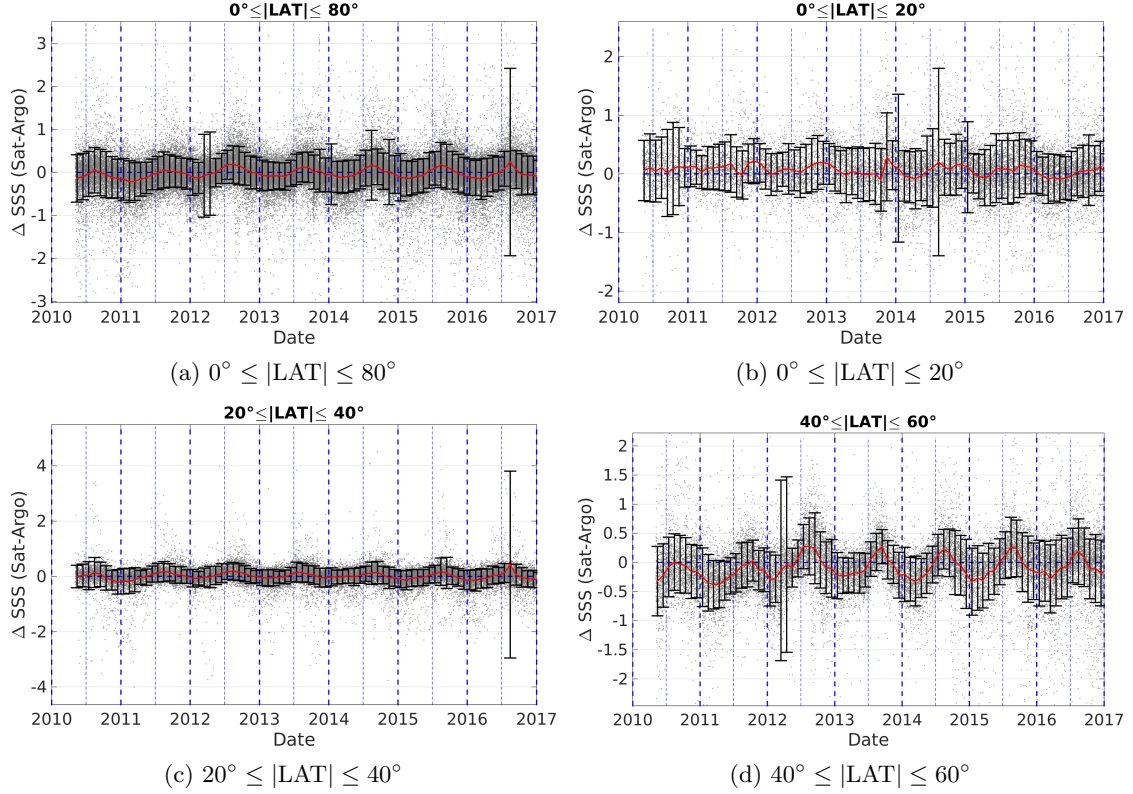 0°≤|LAT|≤ 80°
Δ SSS (Sat-Argo)
3
2
1
0
-1
-2
-3
2010 2011 2012 2013 2014 2015 2016 2017
Date
(a) 0° ≤ |LAT| ≤ 80°
0°≤|LAT|≤ 20°
Δ SSS (Sat-Argo)
2
1
0
-1
-2
2010 2011 2012 2013 2014 2015 2016 2017
Date
(b) 0° ≤ |LAT| ≤ 20°
20°≤|LAT|≤ 40°
Δ SSS (Sat-Argo)
4
2
0
-2
-4
2010 2011 2012 2013 2014 2015 2016 2017
Date
(c) 20° ≤ |LAT| ≤ 40°
40°≤|LAT|≤ 60°
Δ SSS (Sat-Argo)
2
1.5
1
0.5
0
-0.5
-1
-1.5
-2
2010 2011 2012 2013 2014 2015 2016 2017
Date
(d) 40° ≤ |LAT| ≤ 60°